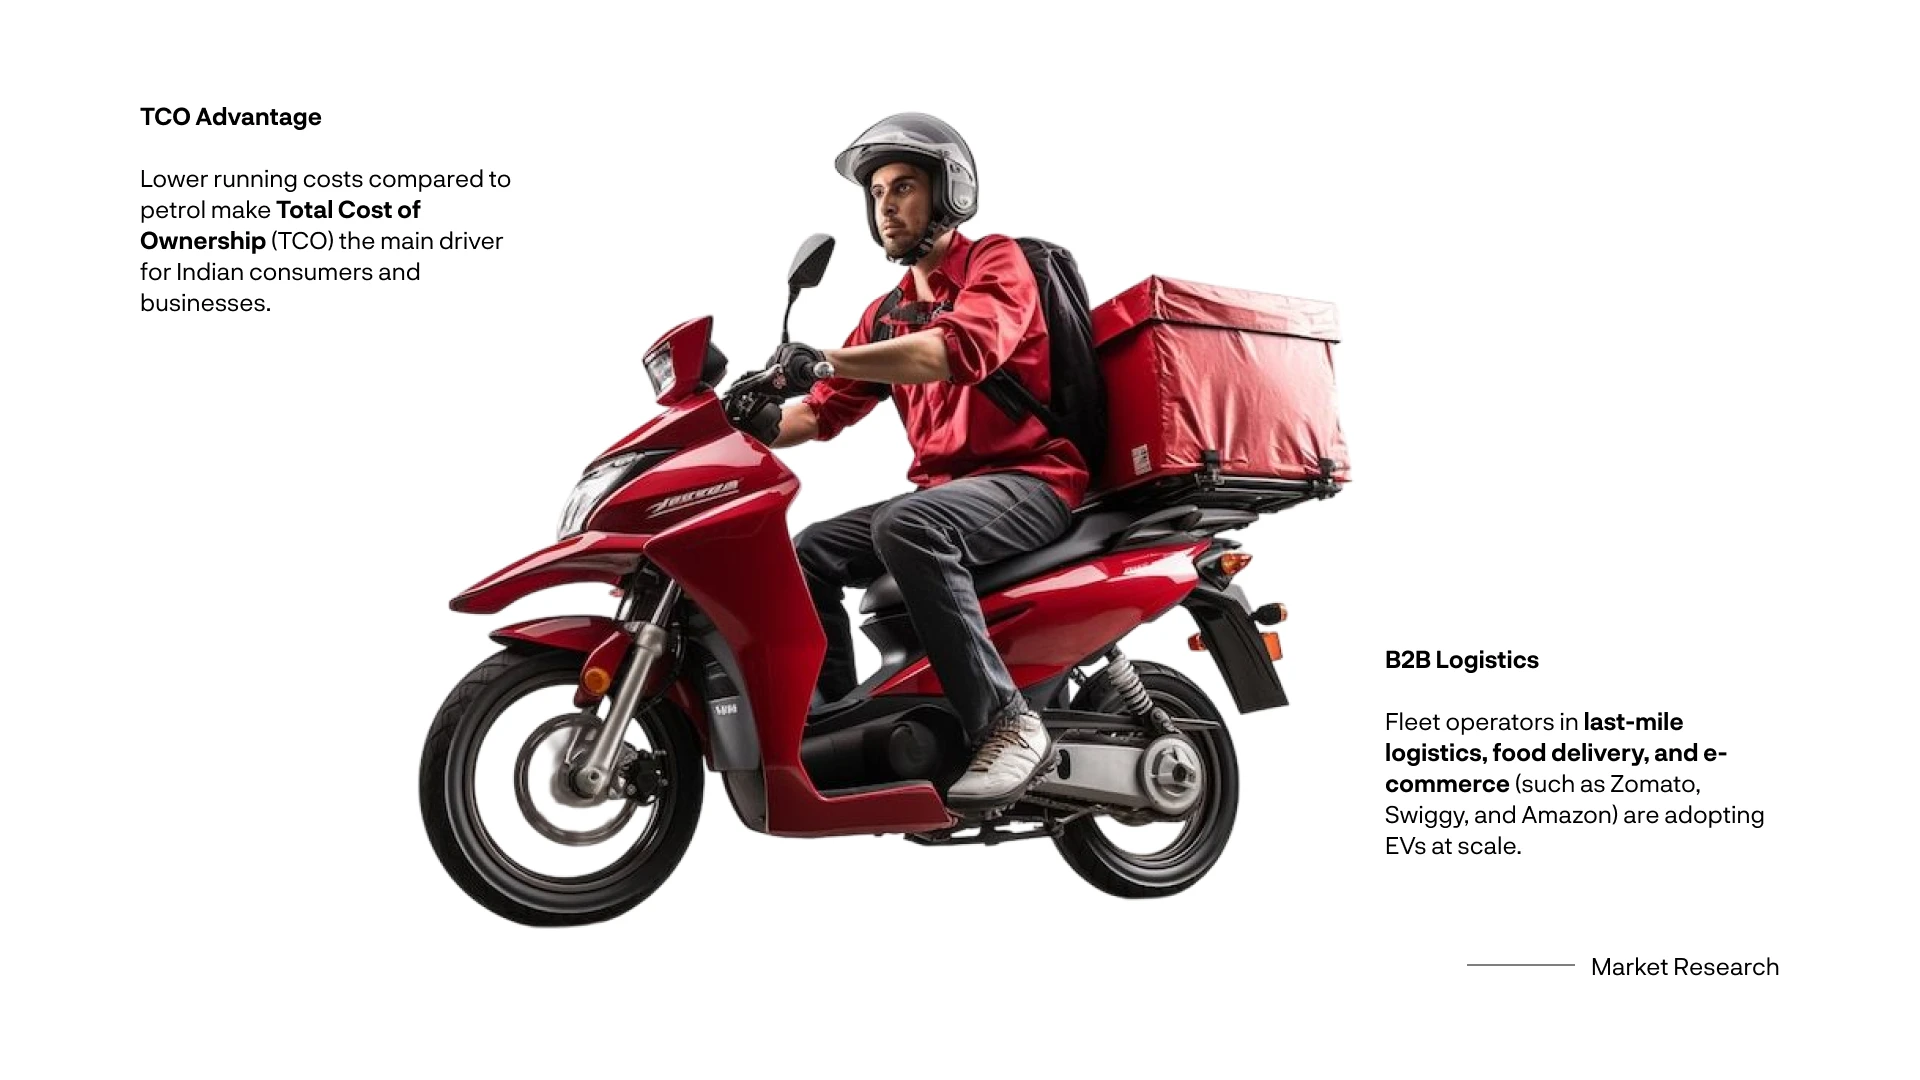 TCO Advantage
Lower running costs compared to
petrol make Total Cost of
Ownership (TCO) the main driver
for Indian consumers and
businesses.
B2B Logistics
Fleet operators in last-mile
logistics, food delivery, and e-
commerce (such as Zomato,
Swiggy, and Amazon) are adopting
EVs at scale.
Market Research